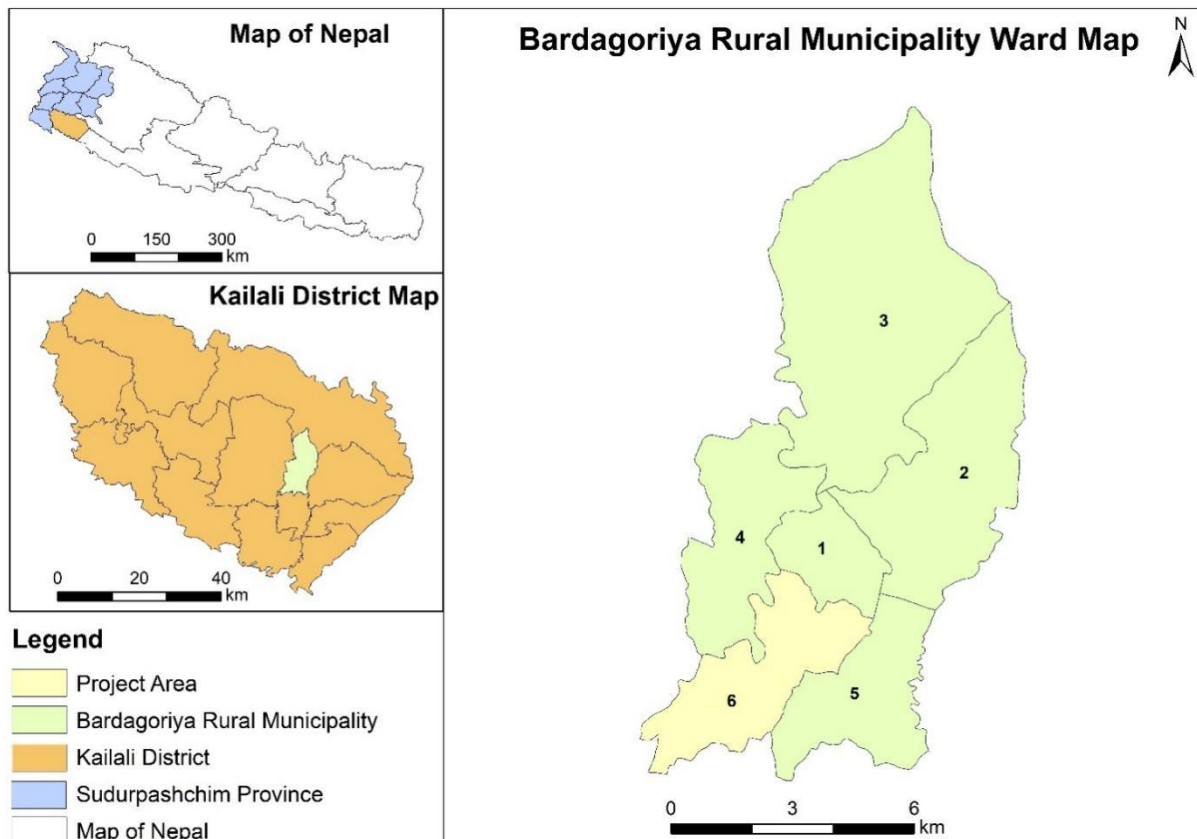 Map of Nepal
0 150 300
km
Kailali District Map
0 20 40
km
Legend
Project Area
Bardagoriya Rural Municipality
Kailali District
Sudurpashchim Province
Map of Nepal
Bardagoriya Rural Municipality Ward Map
N
3
2
4
1
6
5
0 3 6
km